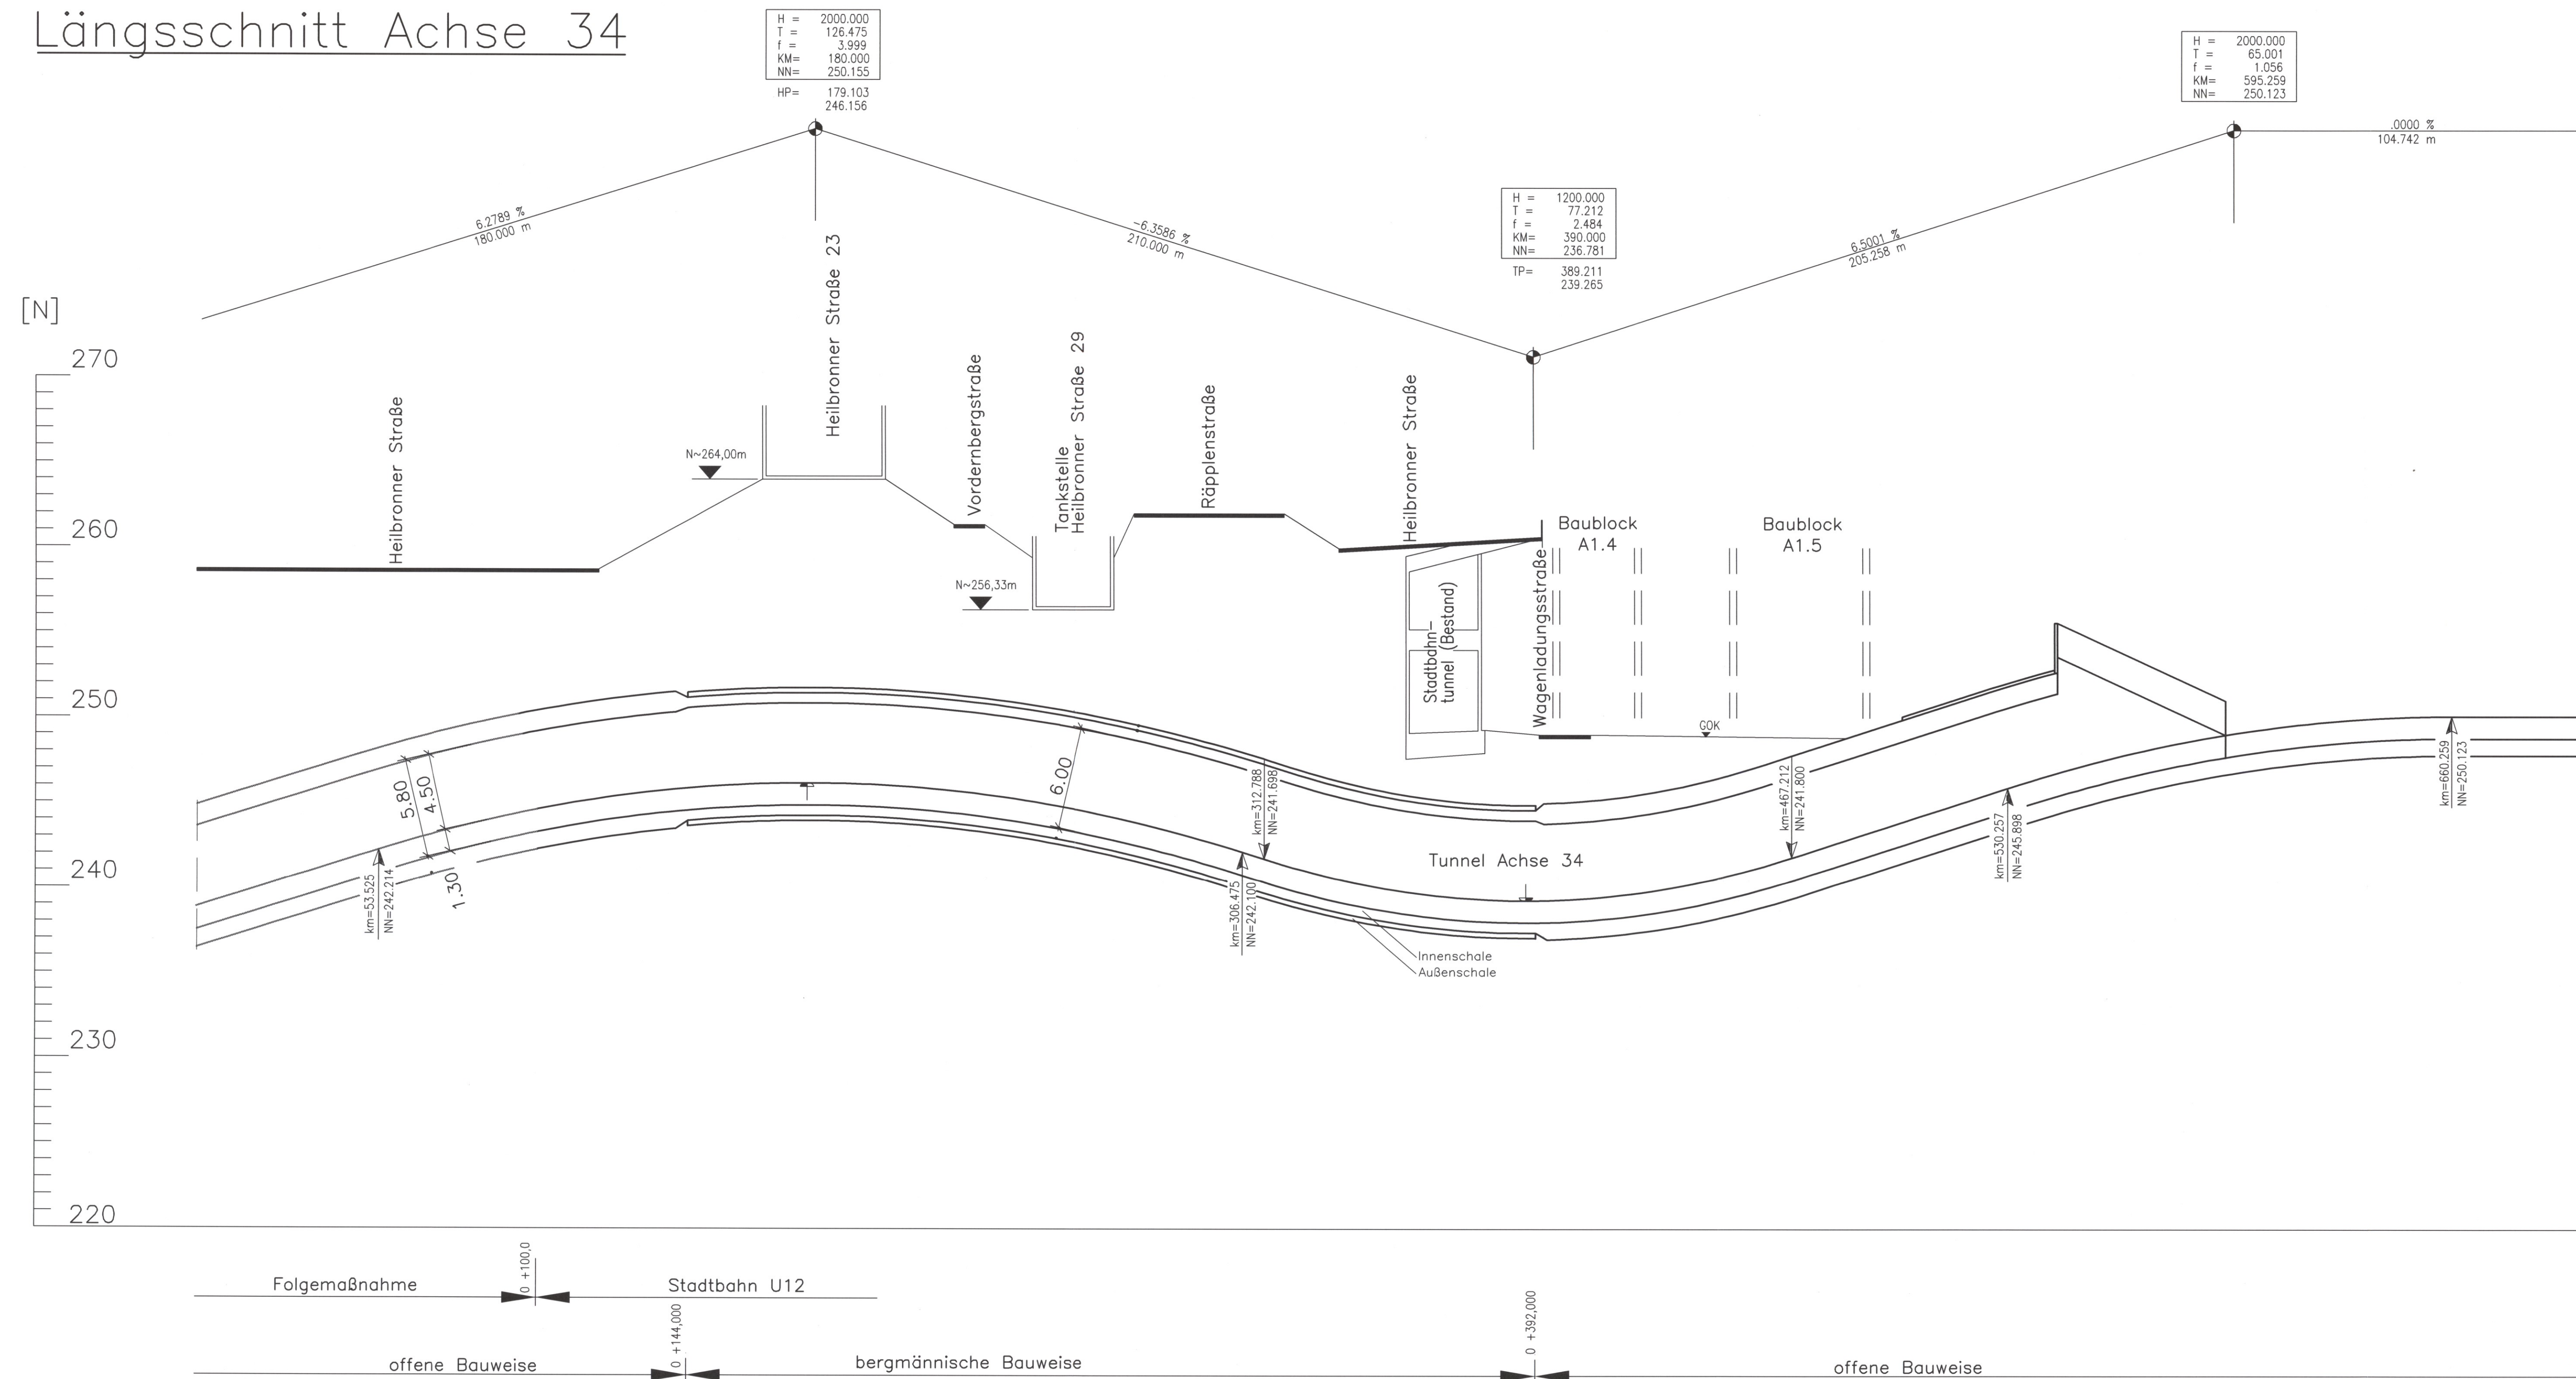 Längsschnitt Achse 34
H = 2000.000
T = 126.475
f = 3.999
KM= 180.000
NN= 250.155
HP= 179.103
246.156
H = 2000.000
T = 65.001
f = 1.056
KM= 595.259
NN= 250.123
.0000 %
104.742 m
6.2789 %
180.000 m
-6.3586 %
210.000 m
H = 1200.000
T = 77.212
f = 2.484
KM= 390.000
NN= 236.781
TP= 389.211
239.265
6.5001 %
205.258 m
[N]
270
260
250
240
230
220
Heilbronner Straße
N~264,00m
Heilbronner Straße 23
Vordernbergstraße
N~256,33m
Tankstelle
Heilbronner Straße 29
Räpplenstraße
Heilbronner Straße
Stadtbahn-
tunnel (Bestand)
Wagenladungsstraße
Baublock
A1.4
Baublock
A1.5
GOK
5.80
4.50
1.30
6.00
km=53.525
NN=242.214
km=306.475
NN=242.100
km=312.788
NN=241.698
km=467.212
NN=241.800
km=530.257
NN=245.898
km=660.259
NN=250.123
Tunnel Achse 34
Innenschale
Außenschale
Folgemaßnahme
0 +100,0
Stadtbahn U12
offene Bauweise
0 +144,000
bergmännische Bauweise
0 +392,000
offene Bauweise